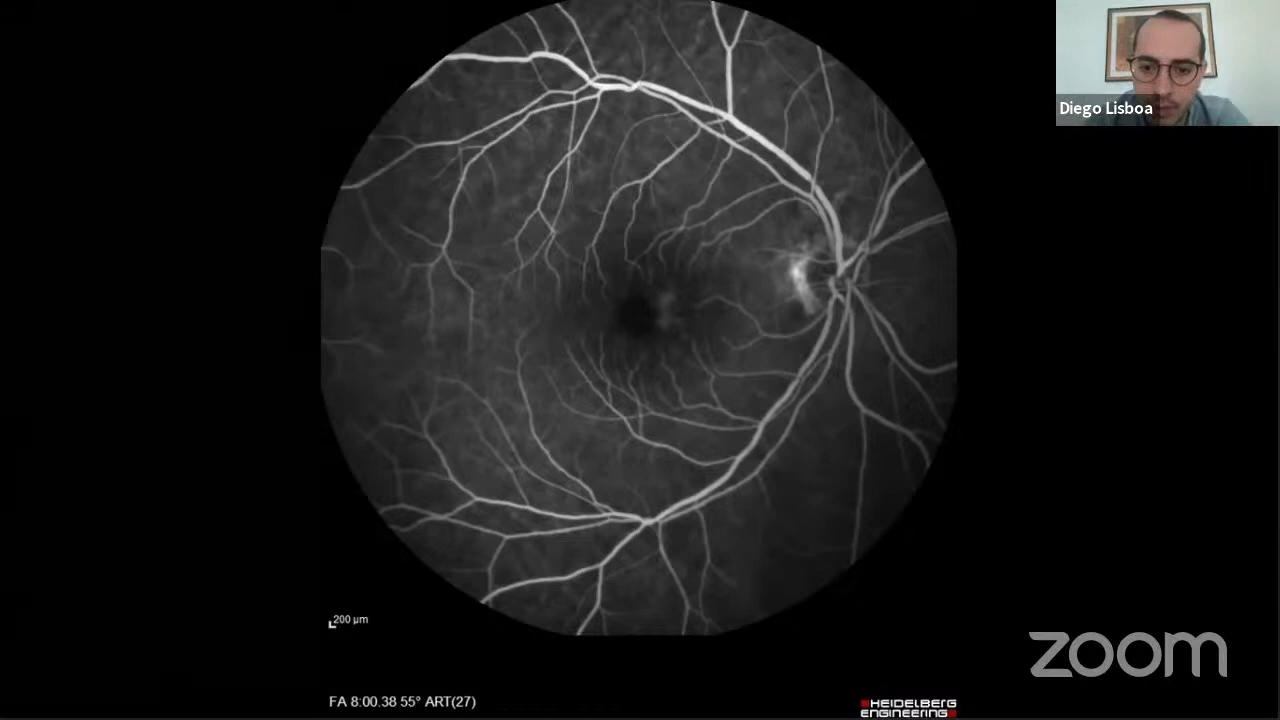 Diego Lisboa
200 µm
zoom
FA 8:00.38 55° ART(27)
HEIDELBERG
ENGINEERING